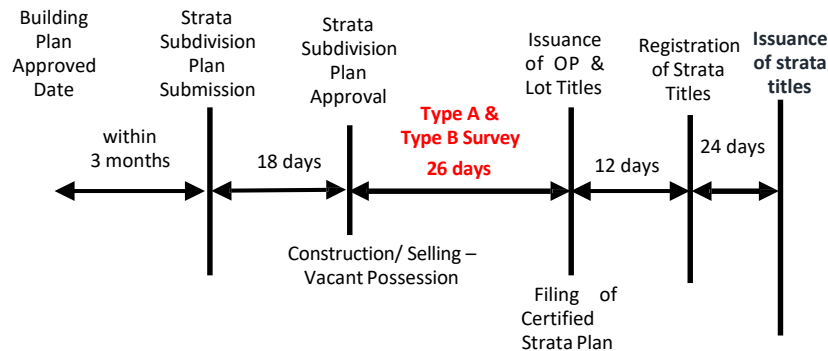 Building
Plan
Approved
Date
Strata
Subdivision
Plan
Submission
Strata
Subdivision
Plan
Approval
Issuance
of OP &
Lot Titles
Registration
of Strata
Titles
Issuance
of strata
titles
within
3 months
18 days
Type A &
Type B Survey
26 days
12 days
24 days
Construction/ Selling –
Vacant Possession
Filing of
Certified
Strata Plan